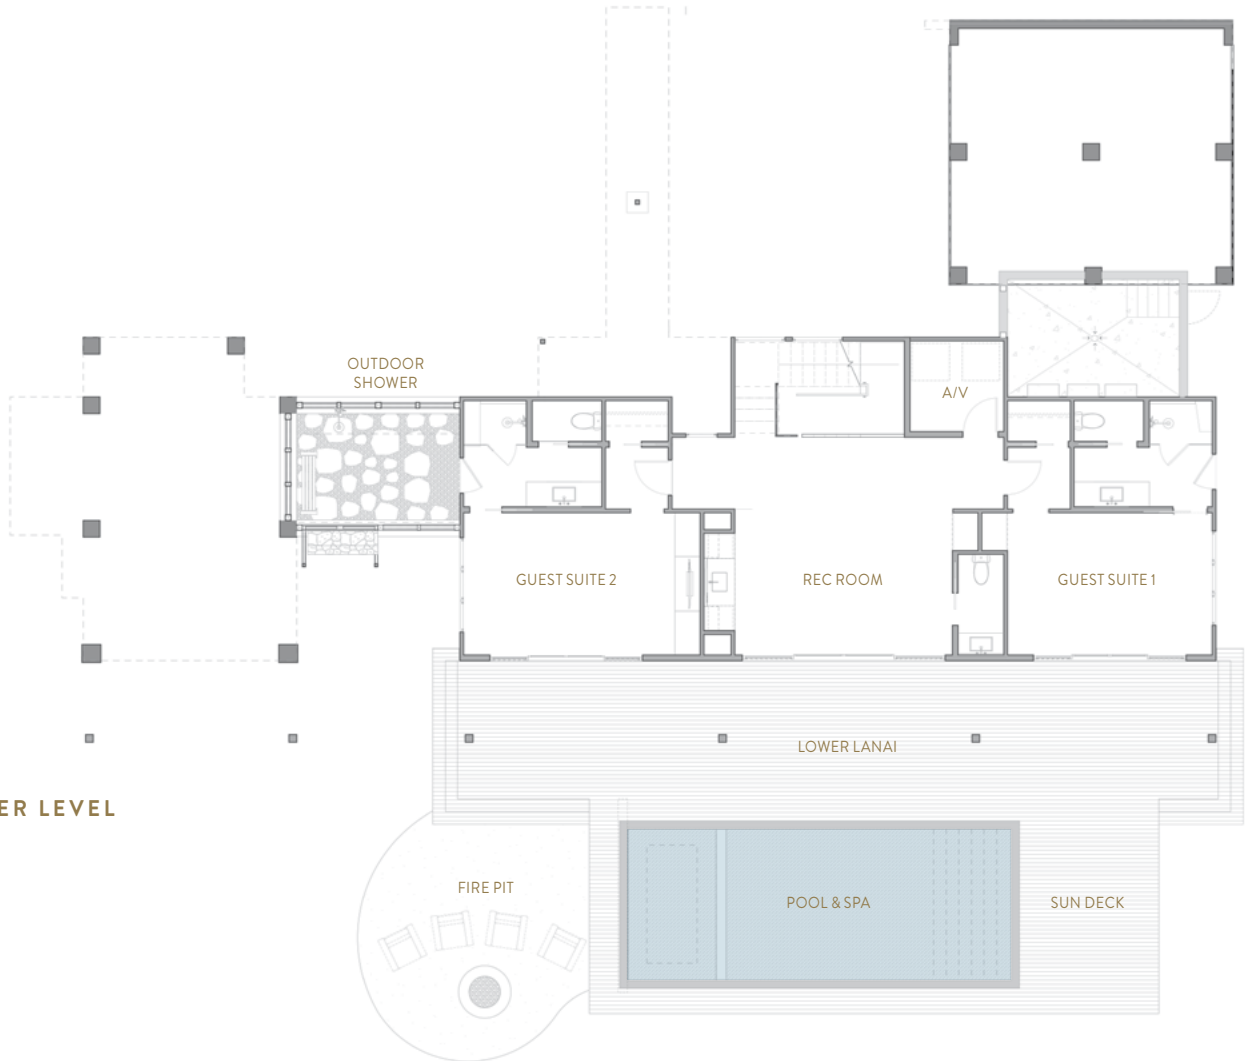 OUTDOOR
SHOWER
A/V
GUEST SUITE 2
REC ROOM
GUEST SUITE 1
LOWER LANAI
ER LEVEL
FIRE PIT
POOL & SPA
SUN DECK